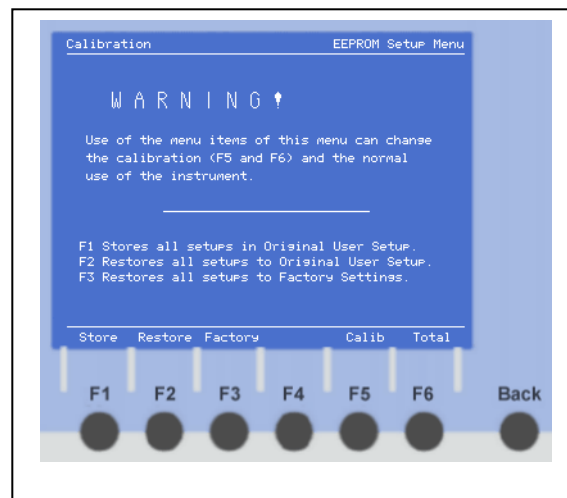 Calibration EEPROM Setup Menu
WARNING!
Use of the menu items of this menu can change
the calibration (F5 and F6) and the normal
use of the instrument.
F1 Stores all setups in Original User Setup.
F2 Restores all setups to Original User Setup.
F3 Restores all setups to Factory Settings.
Store Restore Factory Calib Total
F1 F2 F3 F4 F5 F6 Back